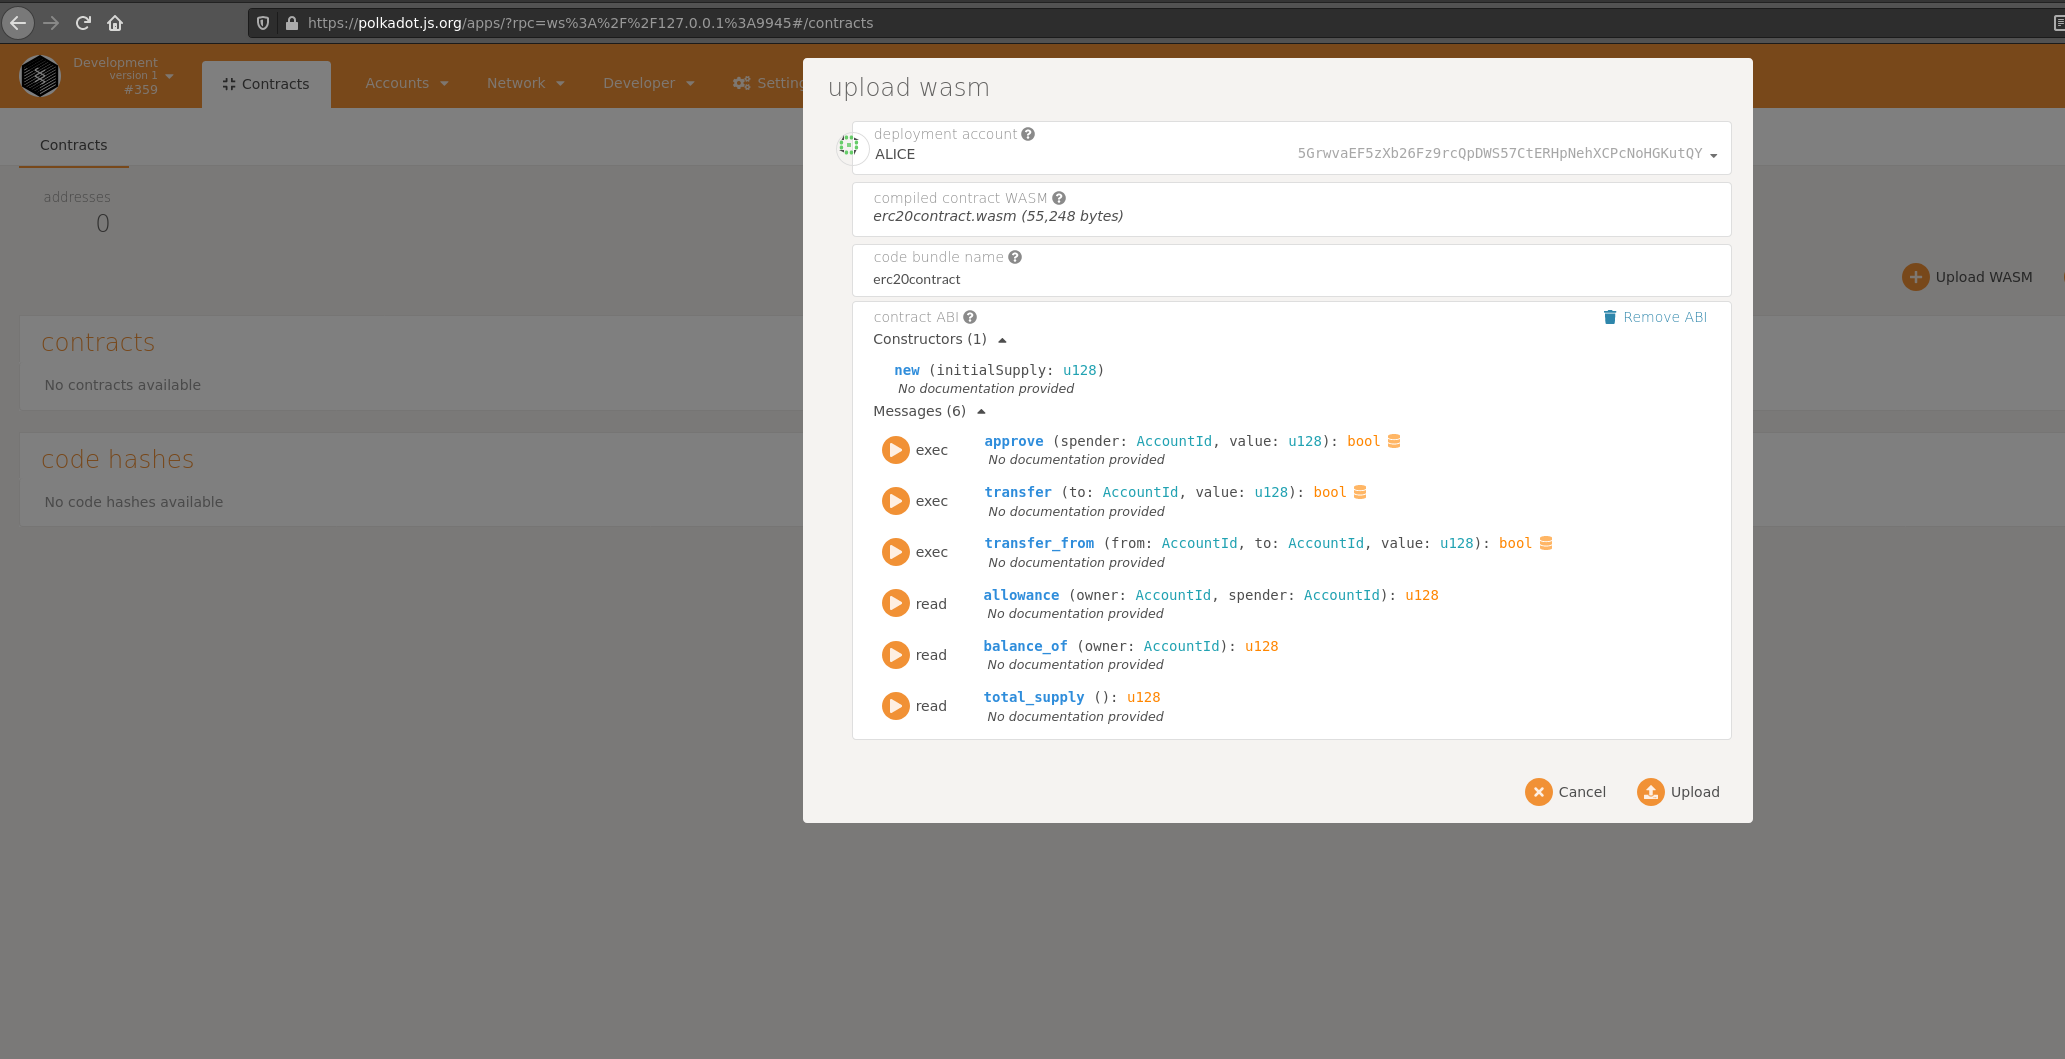 https://polkadot.js.org/apps/?rpc=ws%3A%2F%2F127.0.0.1%3A9945#/contracts
Development
version 1
#359
Contracts
Accounts
Network
Developer
Setting
Contracts
addresses
0
Upload WASM
contracts
No contracts available
code hashes
No code hashes available
upload wasm
deployment account
ALICE 5GrwvaEF5zXb26Fz9rcQpDWS57CtERHpNehXCPcNoHGKutQY
compiled contract WASM
erc20contract.wasm (55,248 bytes)
code bundle name
erc20contract
contract ABI Remove ABI
Constructors (1)
new (initialSupply: u128)
No documentation provided
Messages (6)
exec approve (spender: AccountId, value: u128): bool
No documentation provided
exec transfer (to: AccountId, value: u128): bool
No documentation provided
exec transfer_from (from: AccountId, to: AccountId, value: u128): bool
No documentation provided
read allowance (owner: AccountId, spender: AccountId): u128
No documentation provided
read balance_of (owner: AccountId): u128
No documentation provided
read total_supply (): u128
No documentation provided
Cancel Upload